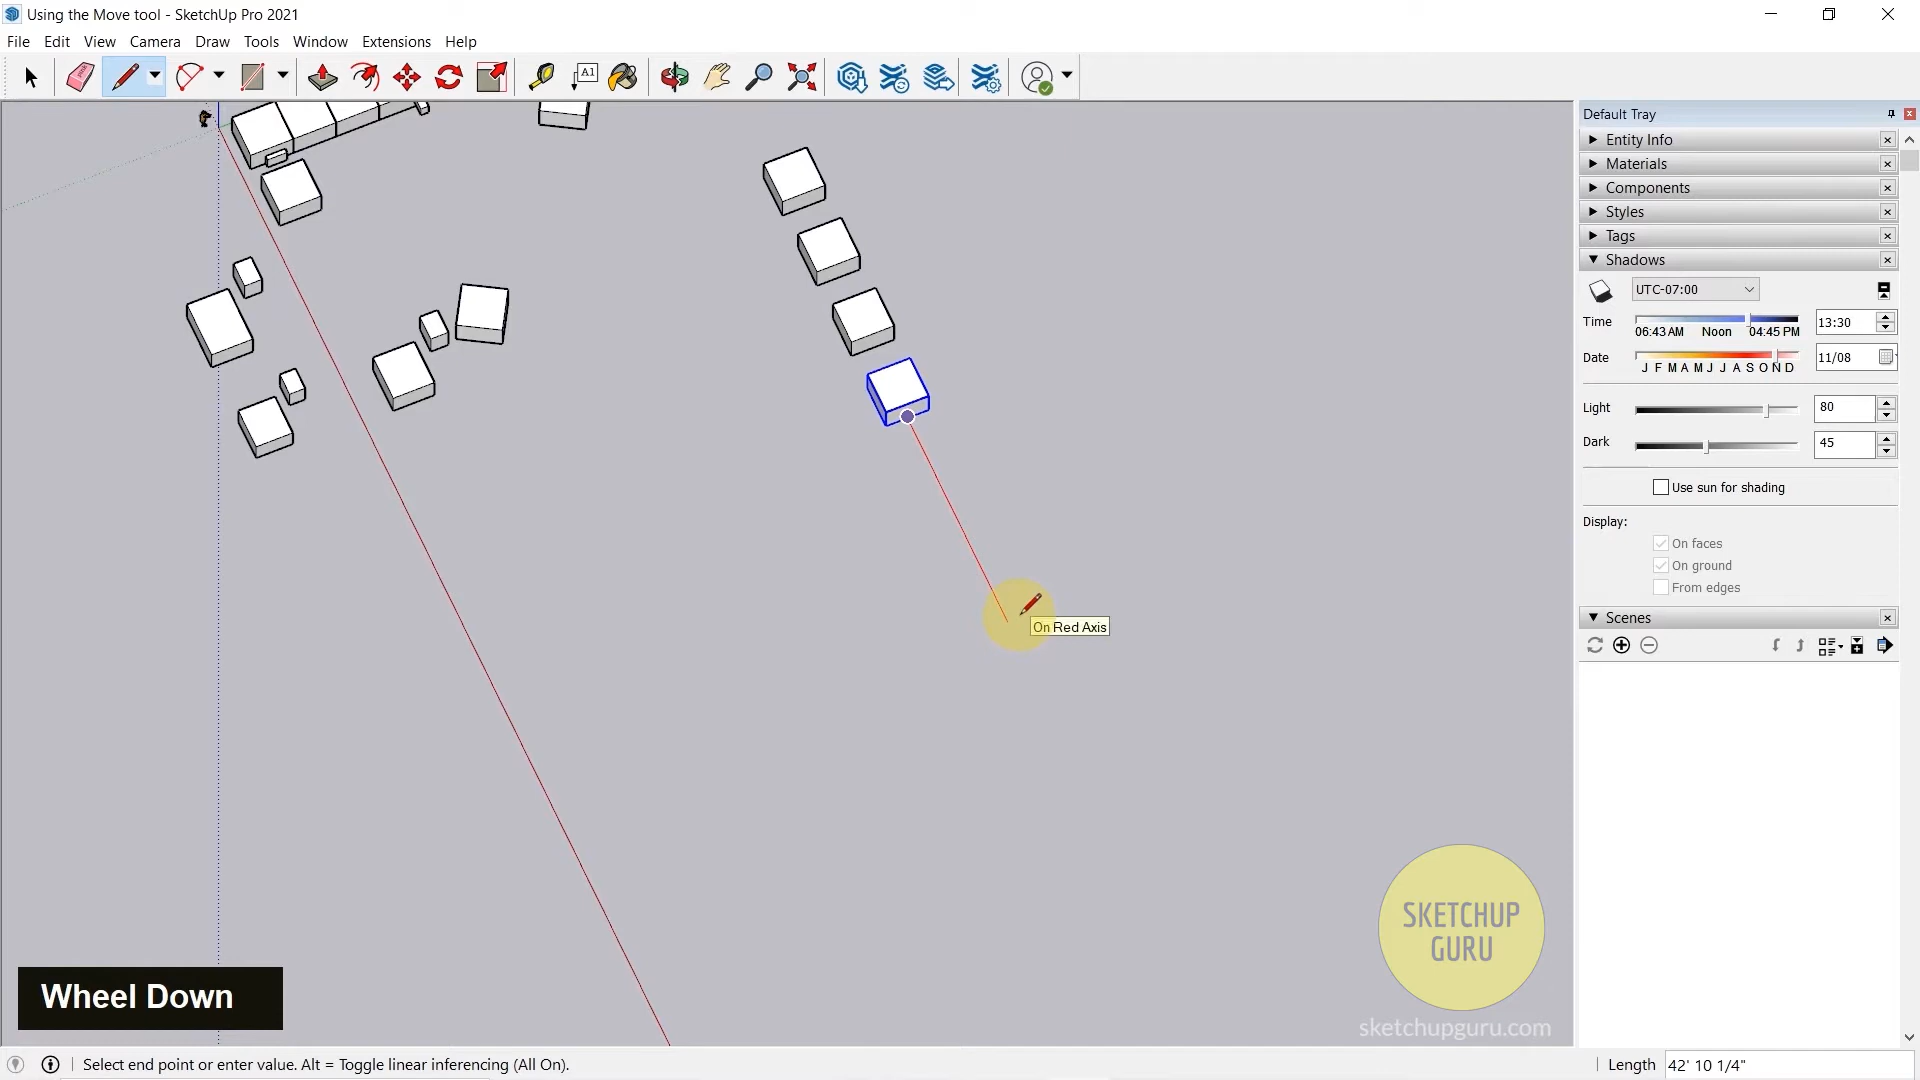 Using the Move tool - SketchUp Pro 2021
File Edit View Camera Draw Tools Window Extensions Help
A1
Default Tray
Entity Info
Materials
Components
Styles
Tags
Shadows
UTC-07:00
Time 06:43 AM Noon 04:45 PM 13:30
Date J F M A M J J A S O N D 11/08
Light 80
Dark 45
Use sun for shading
Display:
On faces
On ground
From edges
Scenes
On Red Axis
SKETCHUP
GURU
sketchupguru.com
Wheel Down
Select end point or enter value. Alt = Toggle linear inferencing (All On).
Length 42' 10 1/4"